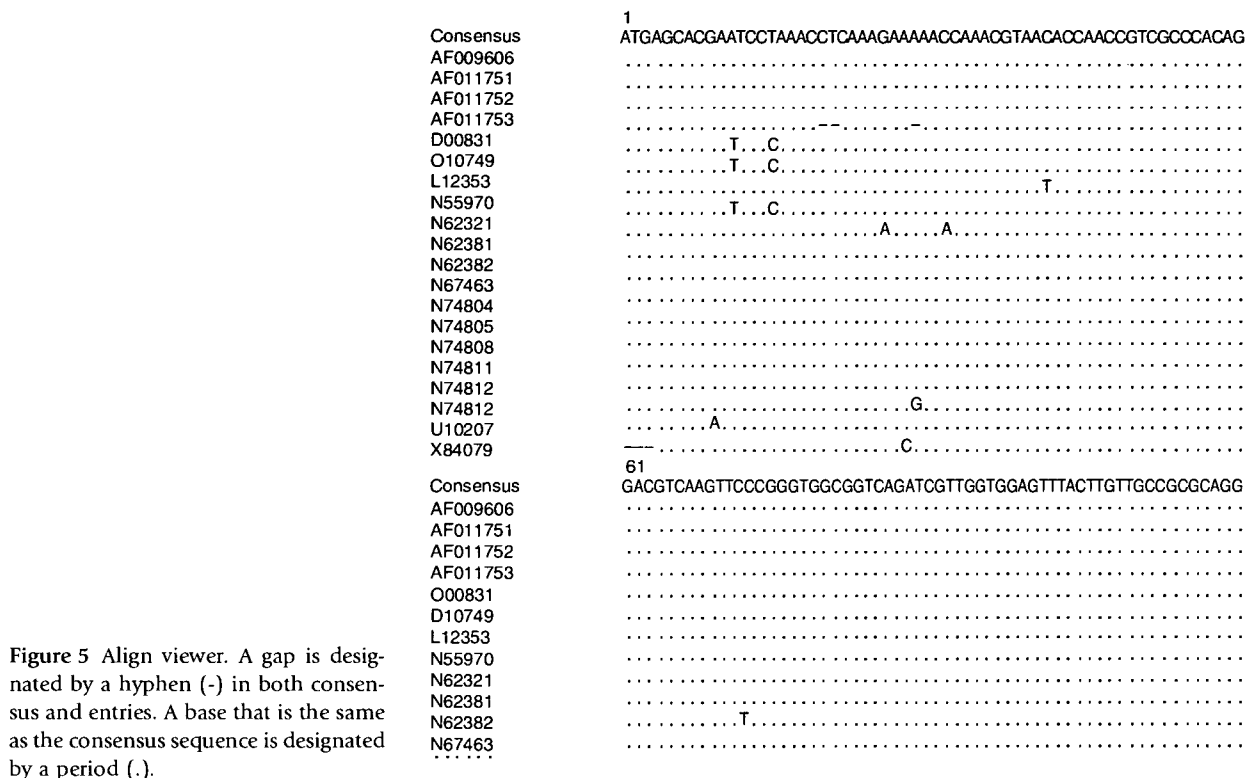 1
Consensus ATGAGCACGAATCCTAAACCTCAAAGAAAAACCAAACGTAACACCAACCGTCGCCCACAG
AF009606 ............................................................
AF011751 ............................................................
AF011752 ............................................................
AF011753 ...................--.......-...............................
D00831 ..........T...C.............................................
O10749 ..........T...C.............................................
L12353 ........................................T...................
N55970 ..........T...C.............................................
N62321 .........................A.....A............................
N62381 ............................................................
N62382 ............................................................
N67463 ............................................................
N74804 ............................................................
N74805 ............................................................
N74808 ............................................................
N74811 ............................................................
N74812 ............................................................
N74812 ............................G...............................
U10207 ........A...................................................
X84079 ---........................C................................
61
Consensus GACGTCAAGTTCCCGGGTGGCGGTCAGATCGTTGGTGGAGTTTACTTGTTGCCGCGCAGG
AF009606 ............................................................
AF011751 ............................................................
AF011752 ............................................................
AF011753 ............................................................
O00831 ............................................................
D10749 ............................................................
L12353 ............................................................
N55970 ............................................................
N62321 ............................................................
N62381 ............................................................
N62382 ...........T................................................
N67463 ............................................................
......
Figure 5 Align viewer. A gap is desig-
nated by a hyphen (-) in both consen-
sus and entries. A base that is the same
as the consensus sequence is designated
by a period (.).